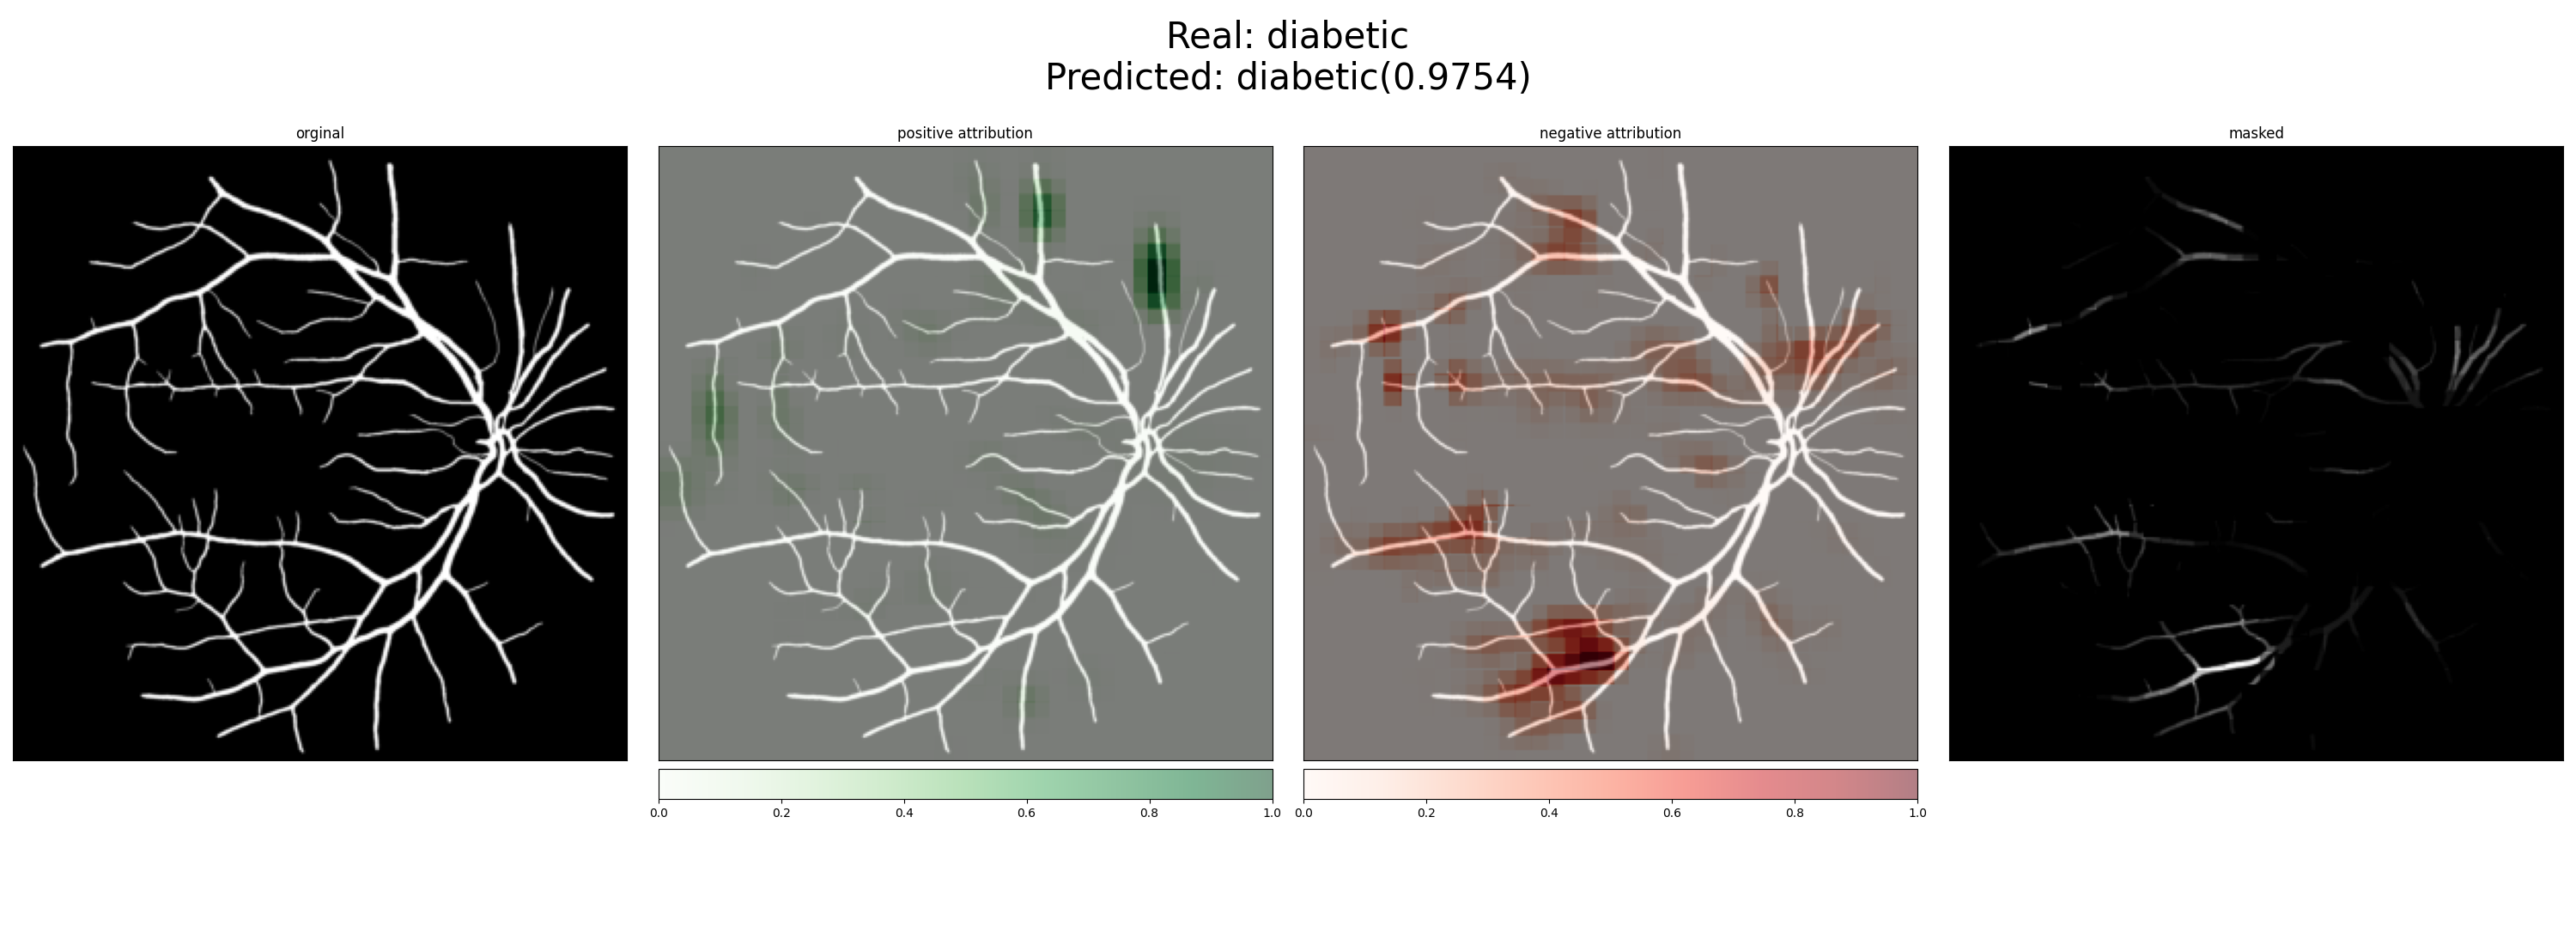 Real: diabetic
Predicted: diabetic(0.9754)
orginal
positive attribution
negative attribution
masked
0.0 0.2 0.4 0.6 0.8 1.0
0.0 0.2 0.4 0.6 0.8 1.0